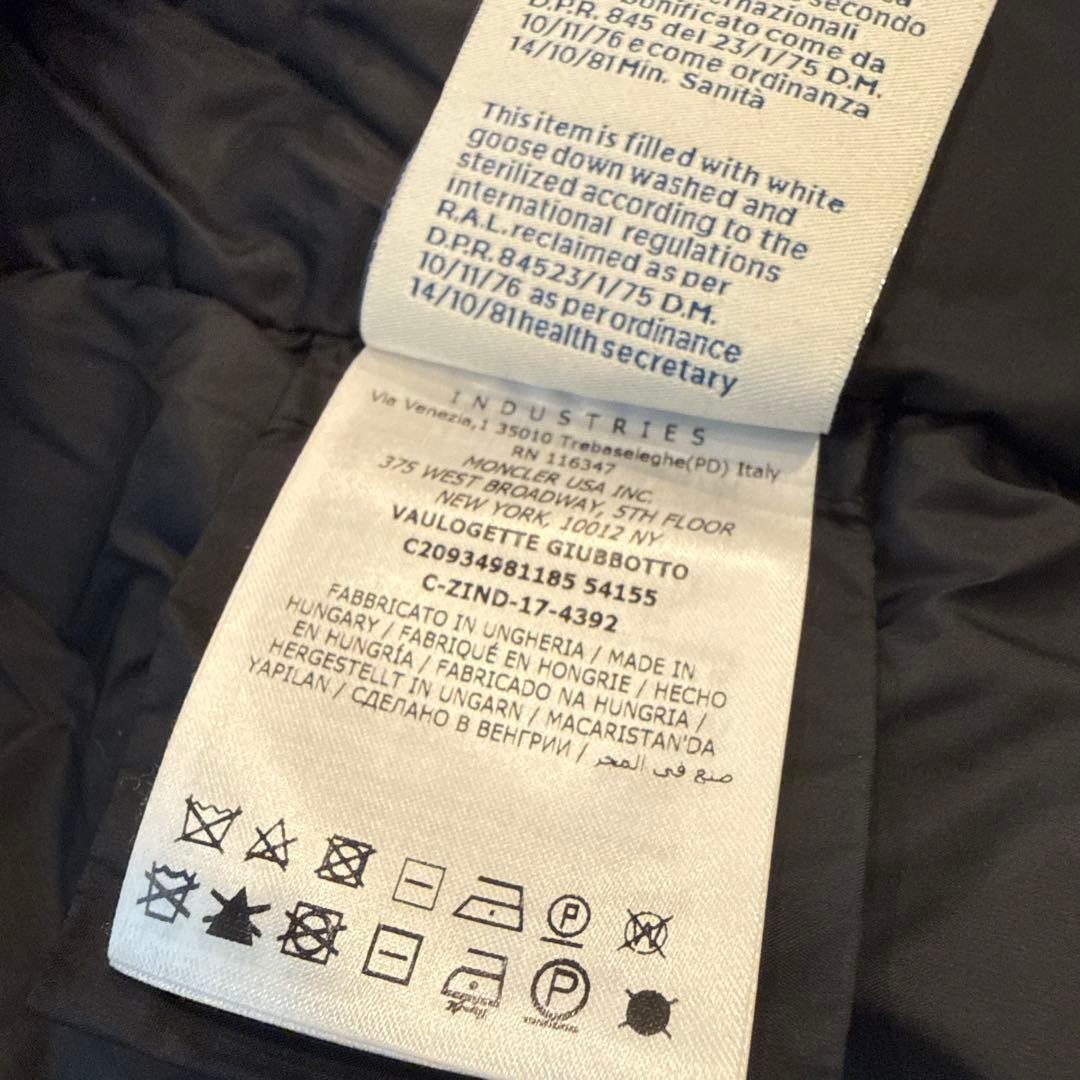 secondo
nazionali
bonificato come da
D.P.R. 845 del 23/1/75 D.M.
10/11/76 e come ordinanza
14/10/81 Min. Sanità
This item is filled with white
goose down washed and
sterilized according to the
international regulations
R.A.L. reclaimed as per
D.P.R. 84523/1/75 D.M.
10/11/76 as per ordinance
14/10/81 health secretary
INDUSTRIES
Via Venezia,1 35010 Trebaseleghe(PD) Italy
RN 116347
MONCLER USA INC.
375 WEST BROADWAY, 5TH FLOOR
NEW YORK, 10012 NY
VAULOGETTE GIUBBOTTO
C20934981185 54155
C-ZIND-17-4392
FABBRICATO IN UNGHERIA / MADE IN
HUNGARY / FABRIQUÉ EN HONGRIE / HECHO
EN HUNGRÍA / FABRICADO NA HUNGRIA /
HERGESTELLT IN UNGARN / MACARISTAN'DA
YAPILAN / СДЕЛАНО В ВЕНГРИИ / صنع في المجر
P
W
P